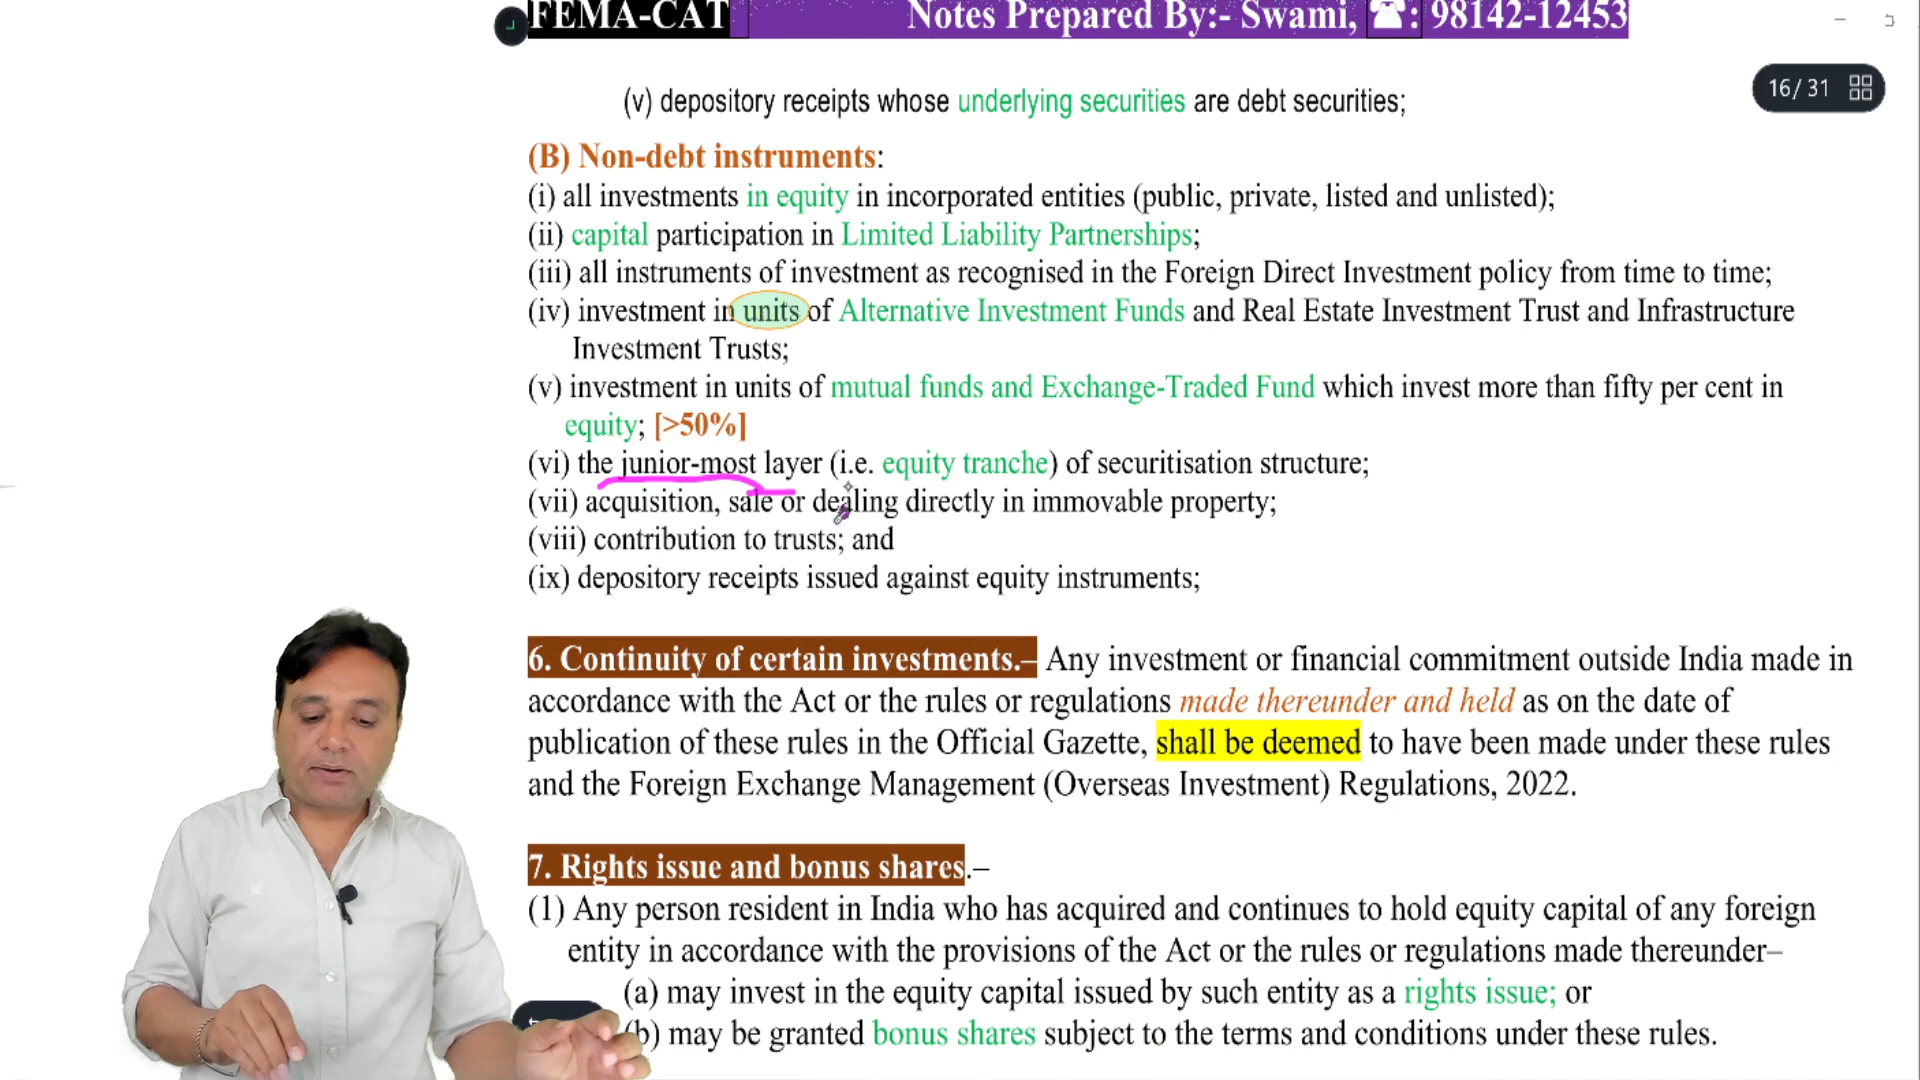 FEMA-CAT Notes Prepared By:- Swami, ☎: 98142-12453
16/ 31
(v) depository receipts whose underlying securities are debt securities;
(B) Non-debt instruments:
(i) all investments in equity in incorporated entities (public, private, listed and unlisted);
(ii) capital participation in Limited Liability Partnerships;
(iii) all instruments of investment as recognised in the Foreign Direct Investment policy from time to time;
(iv) investment in units of Alternative Investment Funds and Real Estate Investment Trust and Infrastructure
Investment Trusts;
(v) investment in units of mutual funds and Exchange-Traded Fund which invest more than fifty per cent in
equity; [>50%]
(vi) the junior-most layer (i.e. equity tranche) of securitisation structure;
(vii) acquisition, sale or dealing directly in immovable property;
(viii) contribution to trusts; and
(ix) depository receipts issued against equity instruments;
6. Continuity of certain investments.– Any investment or financial commitment outside India made in
accordance with the Act or the rules or regulations made thereunder and held as on the date of
publication of these rules in the Official Gazette, shall be deemed to have been made under these rules
and the Foreign Exchange Management (Overseas Investment) Regulations, 2022.
7. Rights issue and bonus shares.–
(1) Any person resident in India who has acquired and continues to hold equity capital of any foreign
entity in accordance with the provisions of the Act or the rules or regulations made thereunder–
(a) may invest in the equity capital issued by such entity as a rights issue; or
(b) may be granted bonus shares subject to the terms and conditions under these rules.